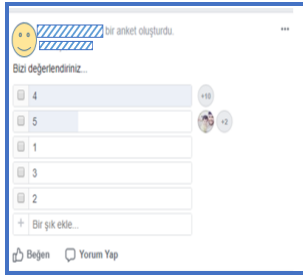 bir anket oluşturdu.
Bizi değerlendiriniz...
4
+10
5
+2
1
3
2
+ Bir şık ekle...
Beğen Yorum Yap